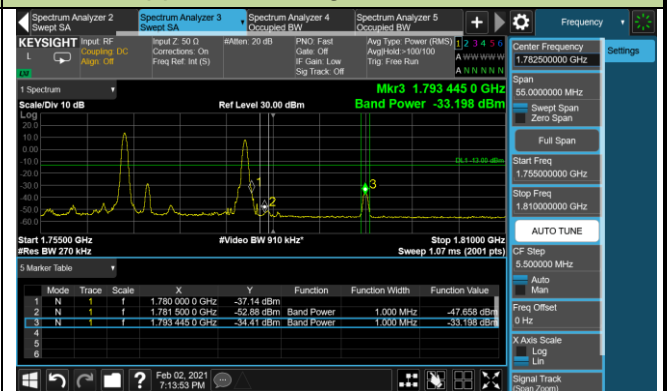 Spectrum Analyzer 2
Swept SA
Spectrum Analyzer 3
Swept SA
Spectrum Analyzer 4
Occupied BW
Spectrum Analyzer 5
Occupied BW
+
Frequency
KEYSIGHT
L
Input: RF
Coupling: DC
Align: Off
Input Z: 50 Ω
Corrections: On
Freq Ref: Int (S)
#Atten: 20 dB
PNO: Fast
Gate: Off
IF Gain: Low
Sig Track: Off
Avg Type: Power (RMS)
Avg|Hold >100/100
Trig: Free Run
1 2 3 4 5 6
A W W W W W
A N N N N N
1 Spectrum
Scale/Div 10 dB
Log
Ref Level 30.00 dBm
Mkr3 1.793 445 0 GHz
Band Power -33.198 dBm
20.0
10.0
0.00
-10.0
-20.0
-30.0
-40.0
-50.0
-60.0
DL1 -13.00 dBm
1
2
3
Start 1.75500 GHz
#Res BW 270 kHz
#Video BW 910 kHz*
Stop 1.81000 GHz
Sweep 1.07 ms (2001 pts)
5 Marker Table
Mode Trace Scale X Y Function Function Width Function Value
1 N 1 f 1.780 000 0 GHz -37.14 dBm
2 N 1 f 1.781 500 0 GHz -52.88 dBm Band Power 1.000 MHz -47.658 dBm
3 N 1 f 1.793 445 0 GHz -34.41 dBm Band Power 1.000 MHz -33.198 dBm
4
5
6
Feb 02, 2021
7:13:53 PM
?
Center Frequency
1.782500000 GHz
Span
55.0000000 MHz
Swept Span
Zero Span
Full Span
Start Freq
1.755000000 GHz
Stop Freq
1.810000000 GHz
AUTO TUNE
CF Step
5.500000 MHz
Auto
Man
Freq Offset
0 Hz
X Axis Scale
Log
Lin
Signal Track
(Span Zoom)
Settings